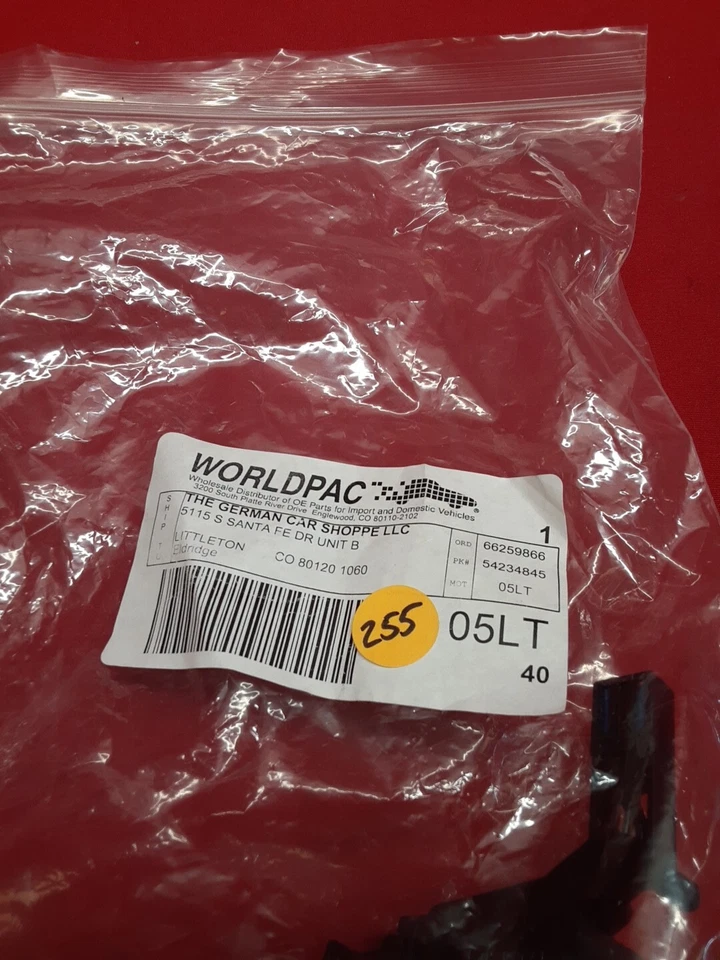 WORLDPAC
Wholesale Distributor of OE Parts for Import and Domestic Vehicles
3200 South Platte River Drive Englewood, CO 80110-2102
1
SHIP TO
THE GERMAN CAR SHOPPE LLC
5115 S SANTA FE DR UNIT B
LITTLETON CO 80120 1060
Eldridge
ORD 66259866
PK# 54234845
MOT 05LT
255
05LT
40